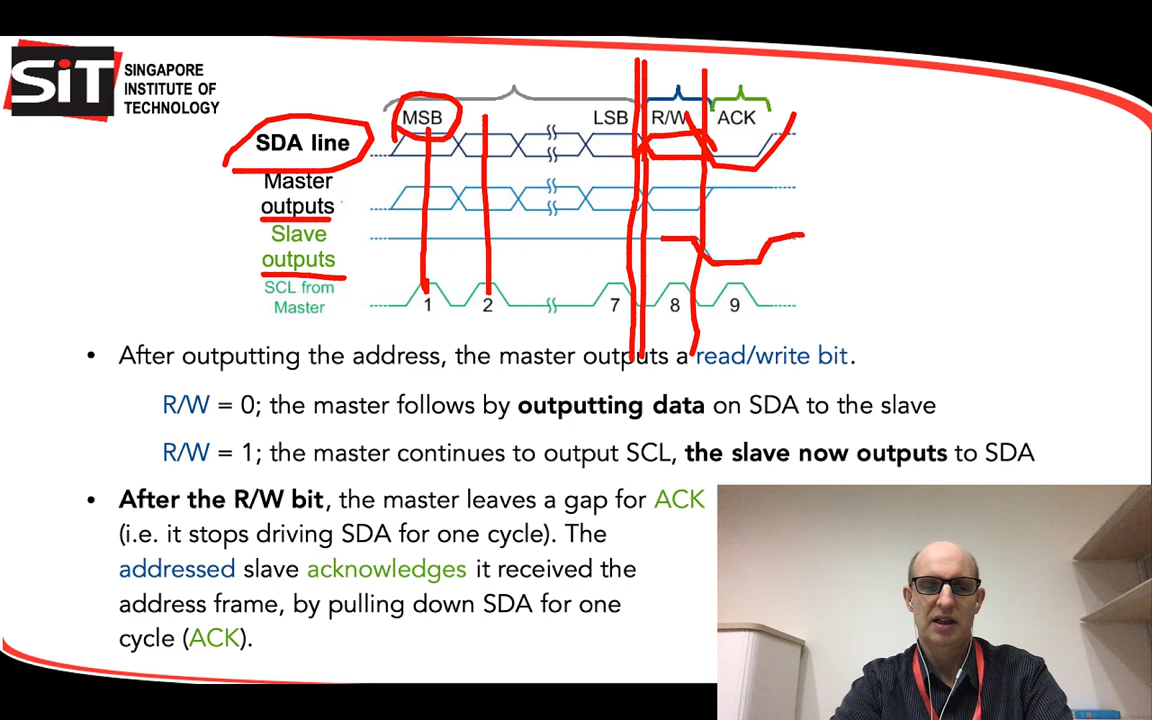 SiT SINGAPORE
INSTITUTE OF
TECHNOLOGY
MSB LSB R/W ACK
SDA line
Master
outputs
Slave
outputs
SCL from
Master
1 2 7 8 9
• After outputting the address, the master outputs a read/write bit.
R/W = 0; the master follows by outputting data on SDA to the slave
R/W = 1; the master continues to output SCL, the slave now outputs to SDA
• After the R/W bit, the master leaves a gap for ACK
(i.e. it stops driving SDA for one cycle). The
addressed slave acknowledges it received the
address frame, by pulling down SDA for one
cycle (ACK).